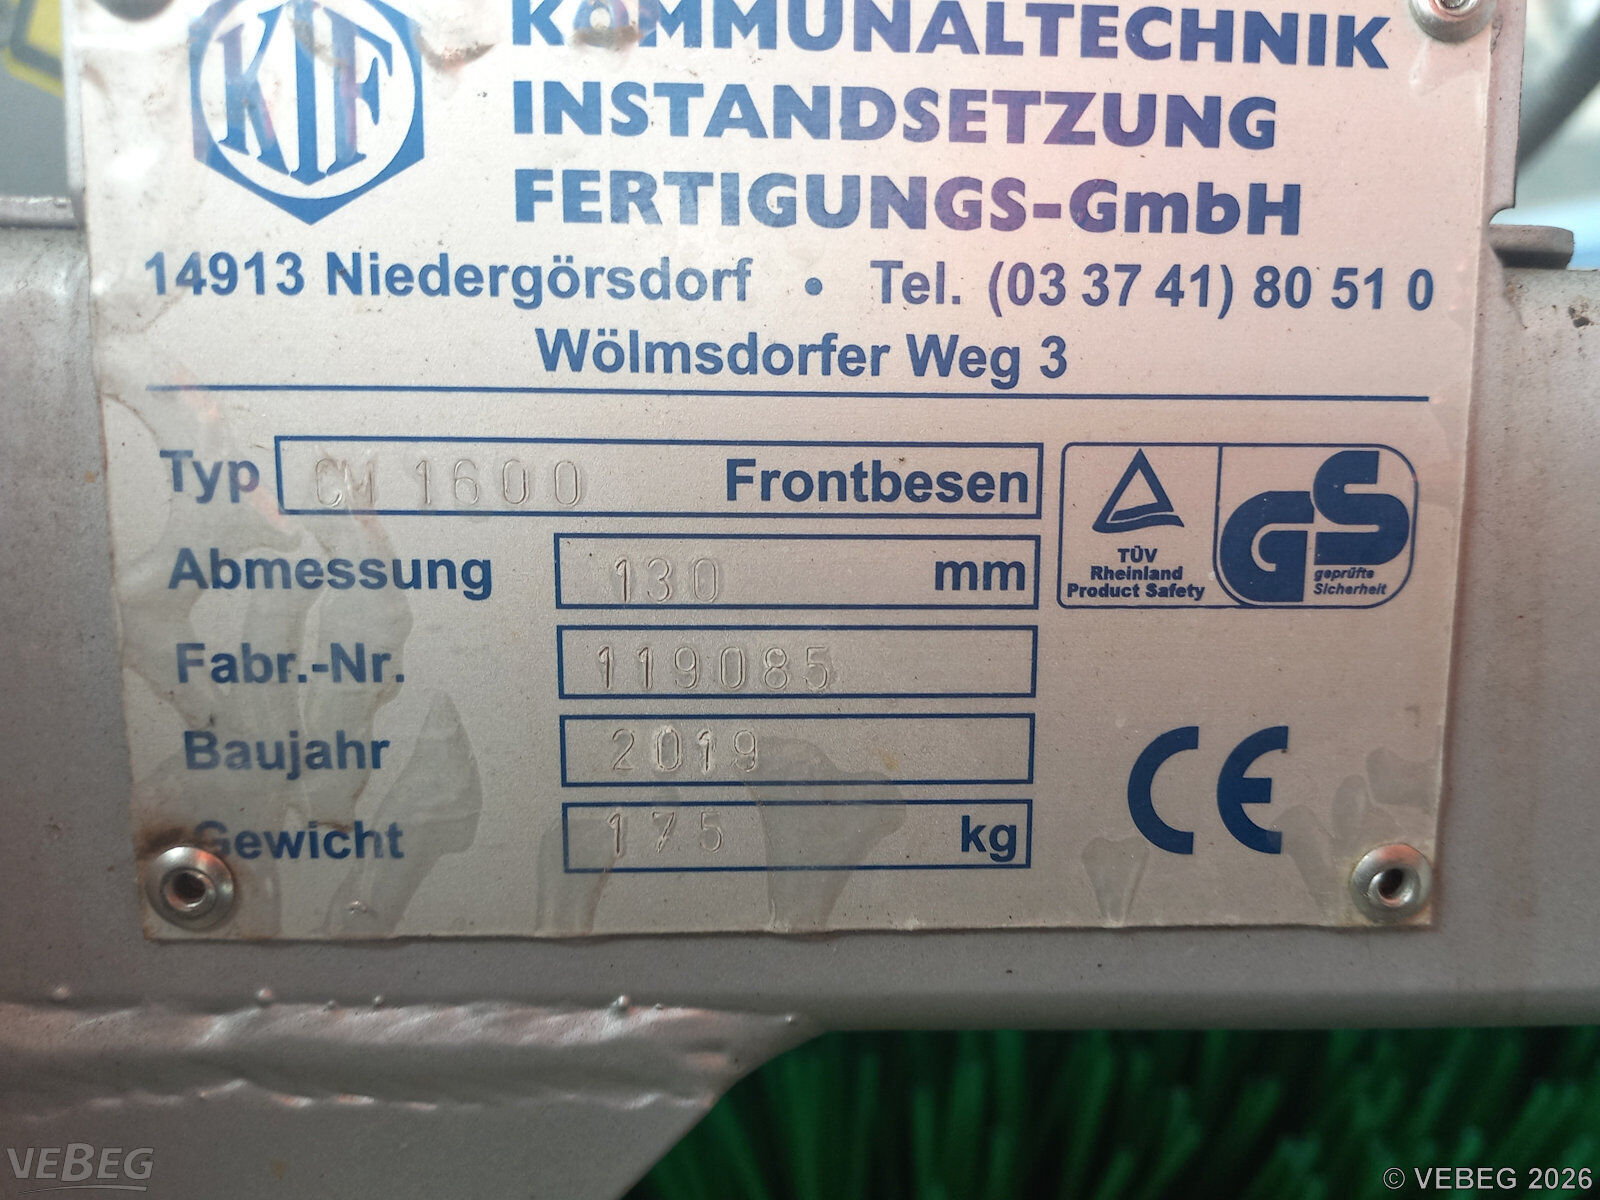 KIF
KOMMUNALTECHNIK
INSTANDSETZUNG
FERTIGUNGS-GmbH
14913 Niedergörsdorf • Tel. (03 37 41) 80 51 0
Wölmsdorfer Weg 3
Typ CM 1600 Frontbesen
Abmessung 130 mm
Fabr.-Nr. 119085
Baujahr 2019
Gewicht 175 kg
TÜV
Rheinland
Product Safety
GS
geprüfte
Sicherheit
CE
VEBEG
© VEBEG 2026